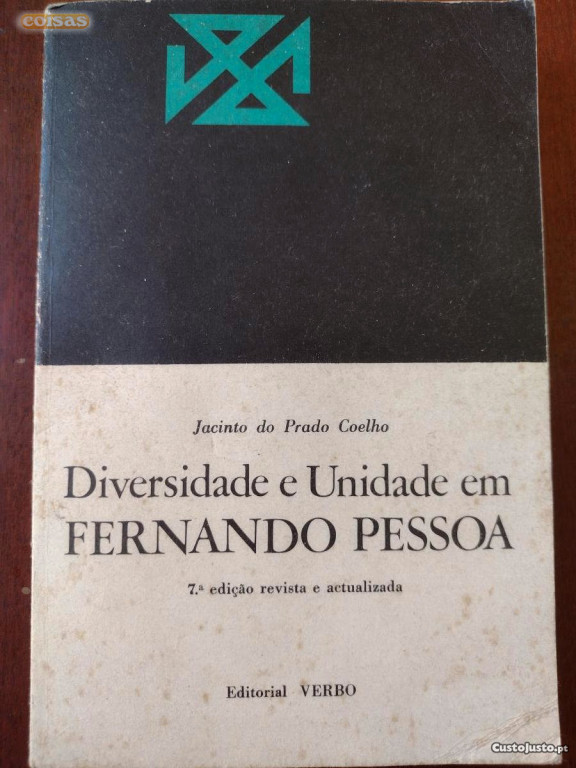 coisas
Jacinto do Prado Coelho
Diversidade e Unidade em
FERNANDO PESSOA
7.ª edição revista e actualizada
Editorial VERBO
CustoJusto.pt